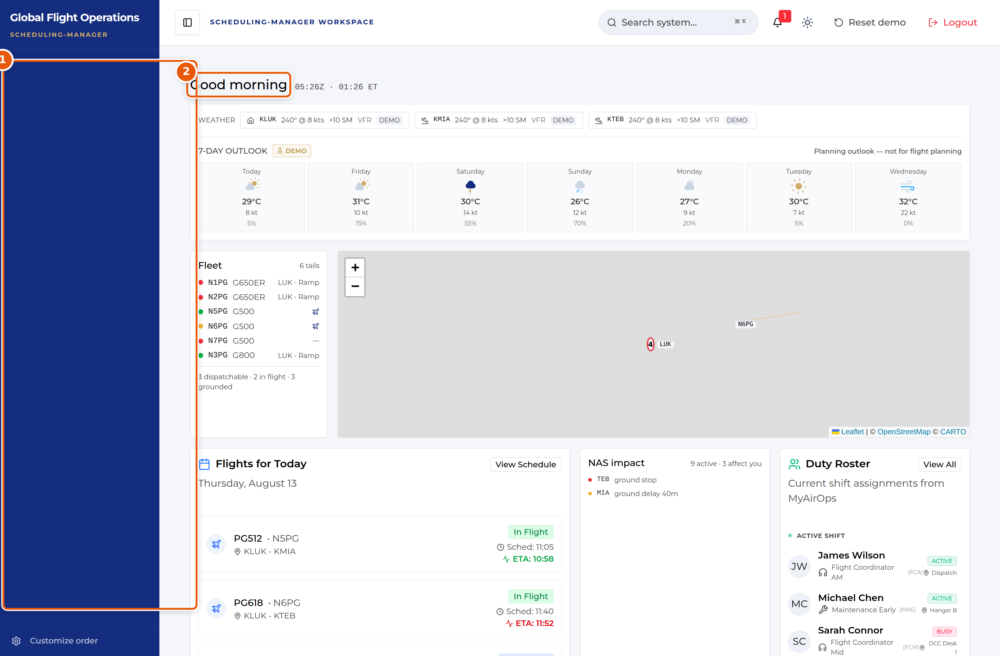 Global Flight Operations
SCHEDULING-MANAGER
SCHEDULING-MANAGER WORKSPACE
Search system...
⌘ K
1
Reset demo
Logout
1
2
Good morning
05:26Z · 01:26 ET
WEATHER
KLUK 240° @ 8 kts >10 SM VFR DEMO
KMIA 240° @ 8 kts >10 SM VFR DEMO
KTEB 240° @ 8 kts >10 SM VFR DEMO
7-DAY OUTLOOK
DEMO
Planning outlook — not for flight planning
Today
29°C
8 kt
5%
Friday
31°C
10 kt
15%
Saturday
30°C
14 kt
55%
Sunday
26°C
12 kt
70%
Monday
27°C
9 kt
20%
Tuesday
30°C
7 kt
5%
Wednesday
32°C
22 kt
0%
Fleet
6 tails
N1PG G650ER LUK - Ramp
N2PG G650ER LUK - Ramp
N5PG G500
N6PG G500
N7PG G500 —
N3PG G800 LUK - Ramp
3 dispatchable · 2 in flight · 3
grounded
+
−
N6PG
4
LUK
Leaflet | © OpenStreetMap © CARTO
Flights for Today
View Schedule
Thursday, August 13
PG512 · N5PG
KLUK - KMIA
In Flight
Sched: 11:05
ETA: 10:58
PG618 · N6PG
KLUK - KTEB
In Flight
Sched: 11:40
ETA: 11:52
NAS impact
9 active · 3 affect you
TEB ground stop
MIA ground delay 40m
Duty Roster
View All
Current shift assignments from
MyAirOps
ACTIVE SHIFT
JW
James Wilson
Flight Coordinator
AM
(FCA)
ACTIVE
Dispatch
MC
Michael Chen
Maintenance Early (MXE)
ACTIVE
Hangar B
SC
Sarah Connor
Flight Coordinator
Mid
(FCM)
BUSY
OCC Desk
1
Customize order